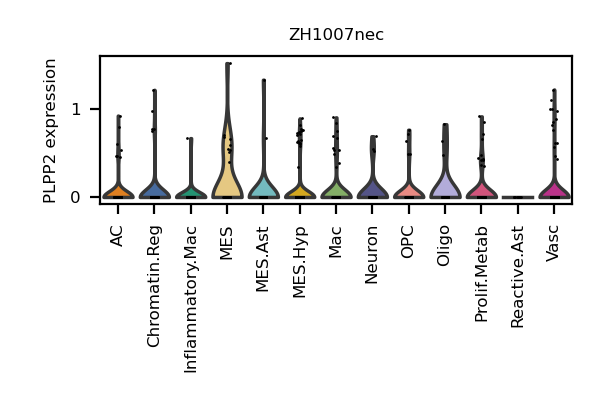 ZH1007nec
PLPP2 expression
1
0
AC
Chromatin.Reg
Inflammatory.Mac
MES
MES.Ast
MES.Hyp
Mac
Neuron
OPC
Oligo
Prolif.Metab
Reactive.Ast
Vasc